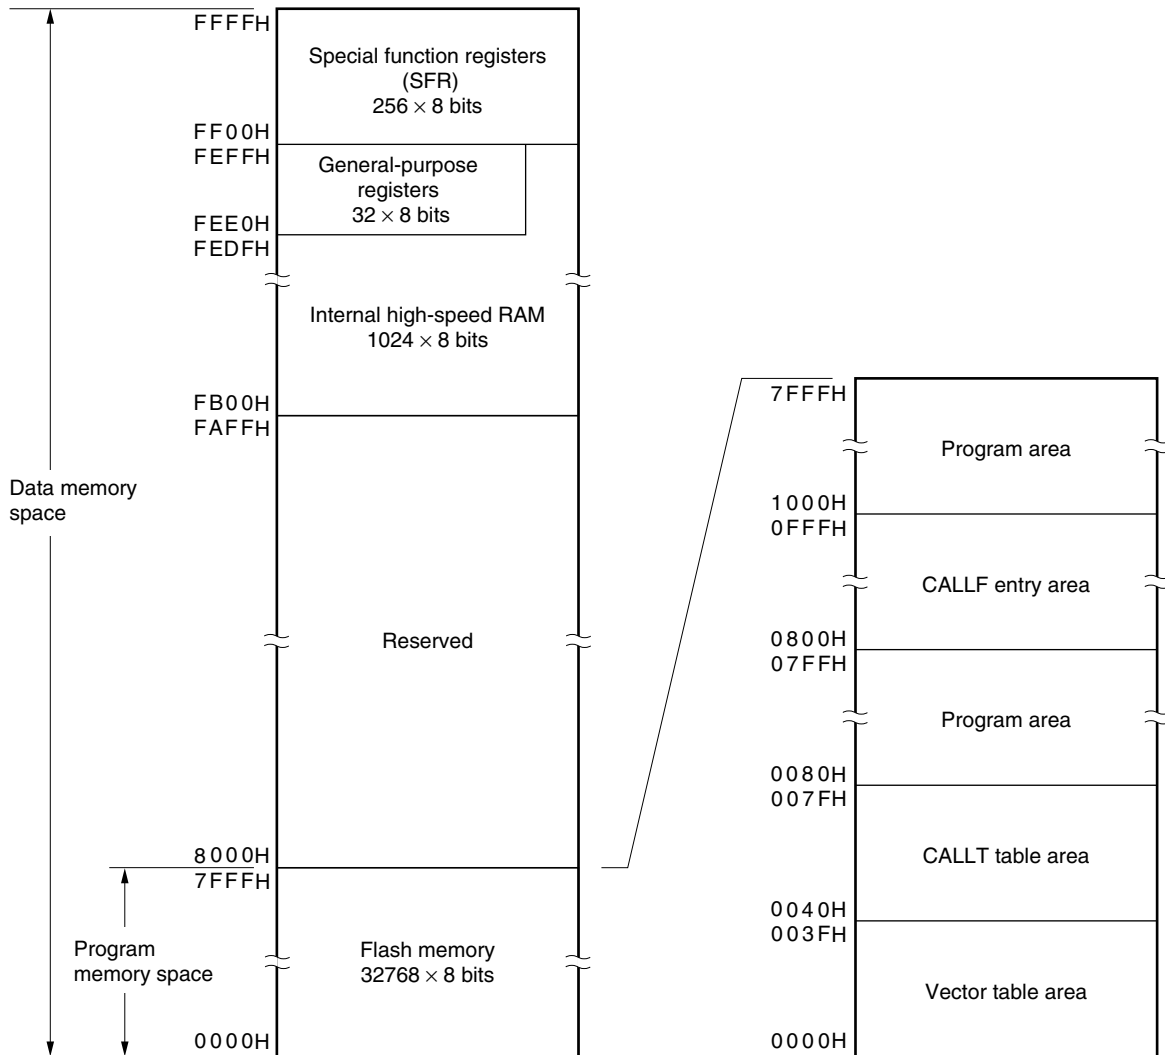 FFFFH
Special function registers
(SFR)
256 × 8 bits
FF00H
FEFFH
General-purpose
registers
32 × 8 bits
FEE0H
FEDFH
Internal high-speed RAM
1024 × 8 bits
FB00H
FAFFH
Data memory
space
Reserved
8000H
7FFFH
Program
memory space
Flash memory
32768 × 8 bits
0000H
7FFFH
Program area
1000H
0FFFH
CALLF entry area
0800H
07FFH
Program area
0080H
007FH
CALLT table area
0040H
003FH
Vector table area
0000H